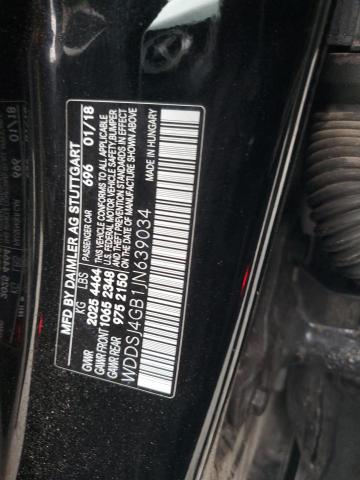 MFD BY DAIMLER AG STUTTGART
KG LBS PASSENGER CAR 696 01/18
GVWR 2025 4464 THIS VEHICLE CONFORMS TO ALL APPLICABLE
GAWR FRONT 1065 2348 U.S. FEDERAL MOTOR VEHICLE SAFETY, BUMPER
GAWR REAR 975 2150 AND THEFT PREVENTION STANDARDS IN EFFECT
ON THE DATE OF MANUFACTURE SHOWN ABOVE.
WDDSJ4GB1JN639034 MADE IN HUNGARY